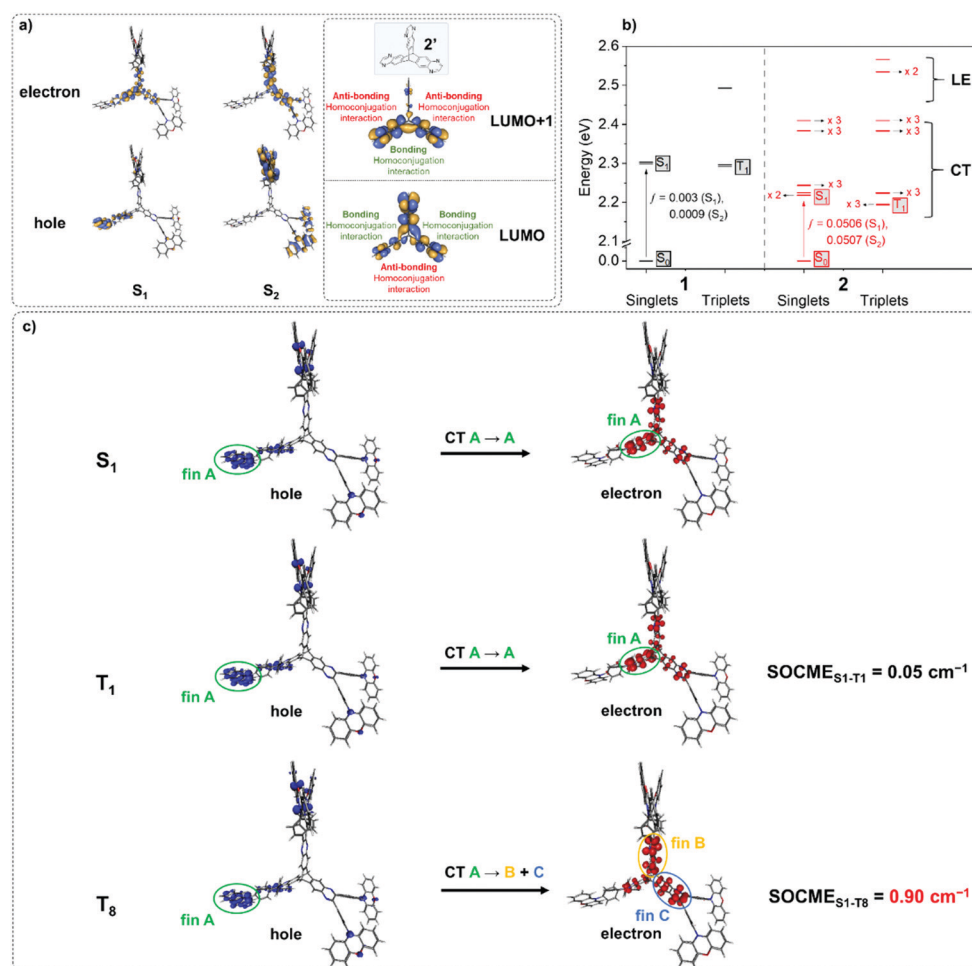 a)
electron
hole
S1
S2
2'
N
N
N
N
N
N
Anti-bonding
Homoconjugation
interaction
Anti-bonding
Homoconjugation
interaction
LUMO+1
Bonding
Homoconjugation
interaction
Bonding
Homoconjugation
interaction
Bonding
Homoconjugation
interaction
LUMO
Anti-bonding
Homoconjugation
interaction
b)
Energy (eV)
2.6
2.5
2.4
2.3
2.2
2.1
0.0
S1
T1
f = 0.003 (S1),
0.0009 (S2)
S0
x 2
LE
x 3
x 3
x 3
x 3
CT
x 3
x 2
S1
x 3
x 3
T1
f = 0.0506 (S1),
0.0507 (S2)
S0
1
2
Singlets
Triplets
Singlets
Triplets
c)
S1
fin A
hole
CT A → A
fin A
electron
T1
fin A
hole
CT A → A
fin A
electron
SOCMES1-T1 = 0.05 cm⁻¹
T8
fin A
hole
CT A → B + C
fin B
fin C
electron
SOCMES1-T8 = 0.90 cm⁻¹